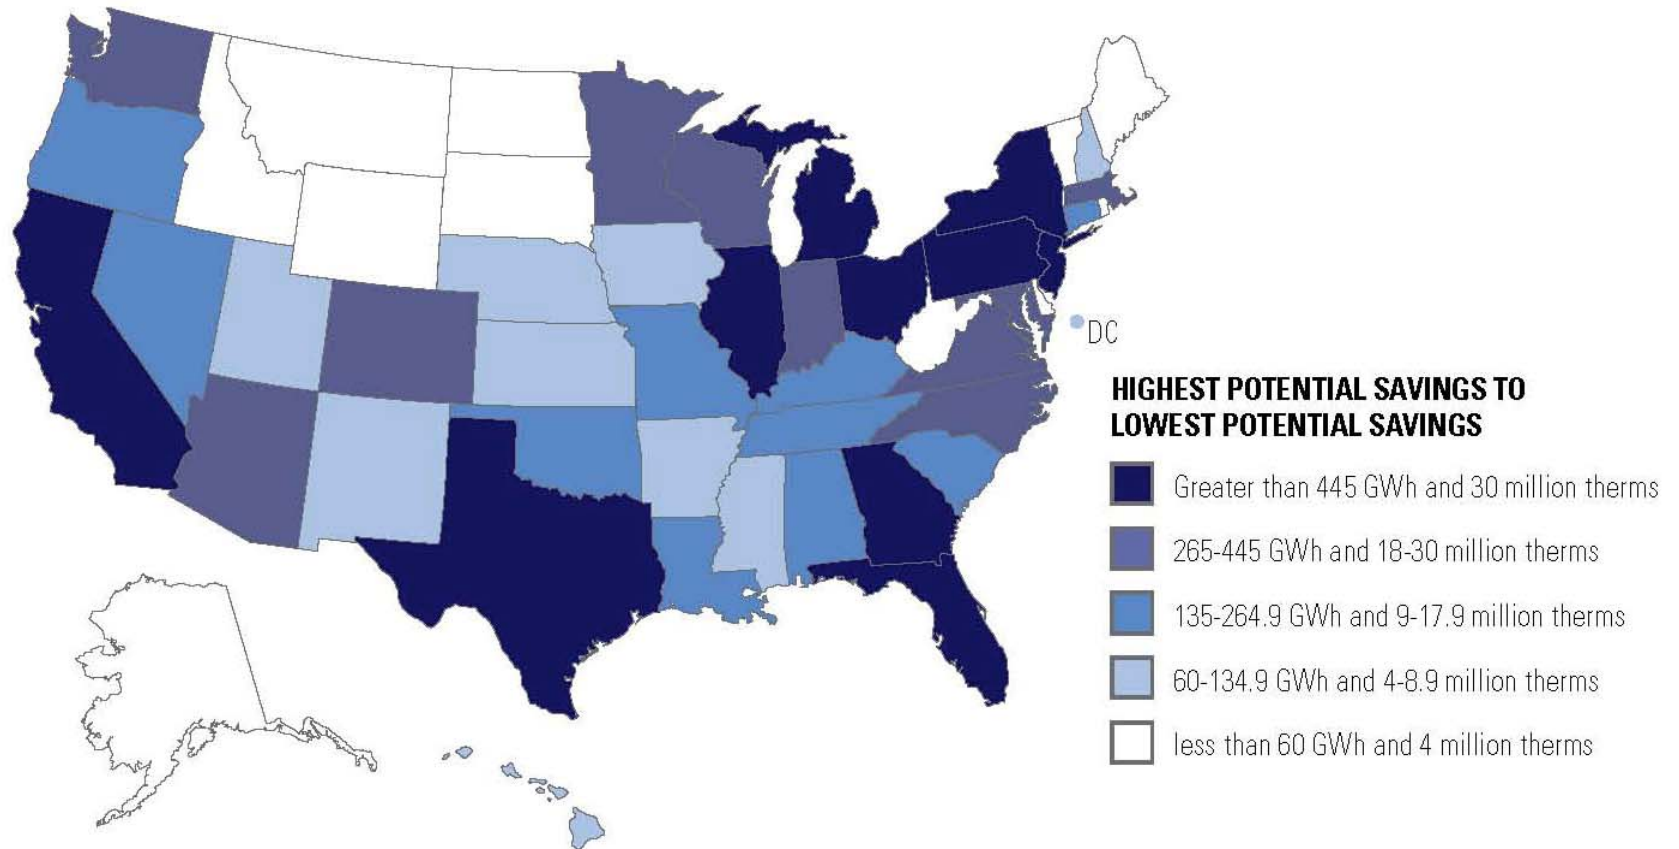 DC
HIGHEST POTENTIAL SAVINGS TO
LOWEST POTENTIAL SAVINGS
Greater than 445 GWh and 30 million therms
265-445 GWh and 18-30 million therms
135-264.9 GWh and 9-17.9 million therms
60-134.9 GWh and 4-8.9 million therms
less than 60 GWh and 4 million therms